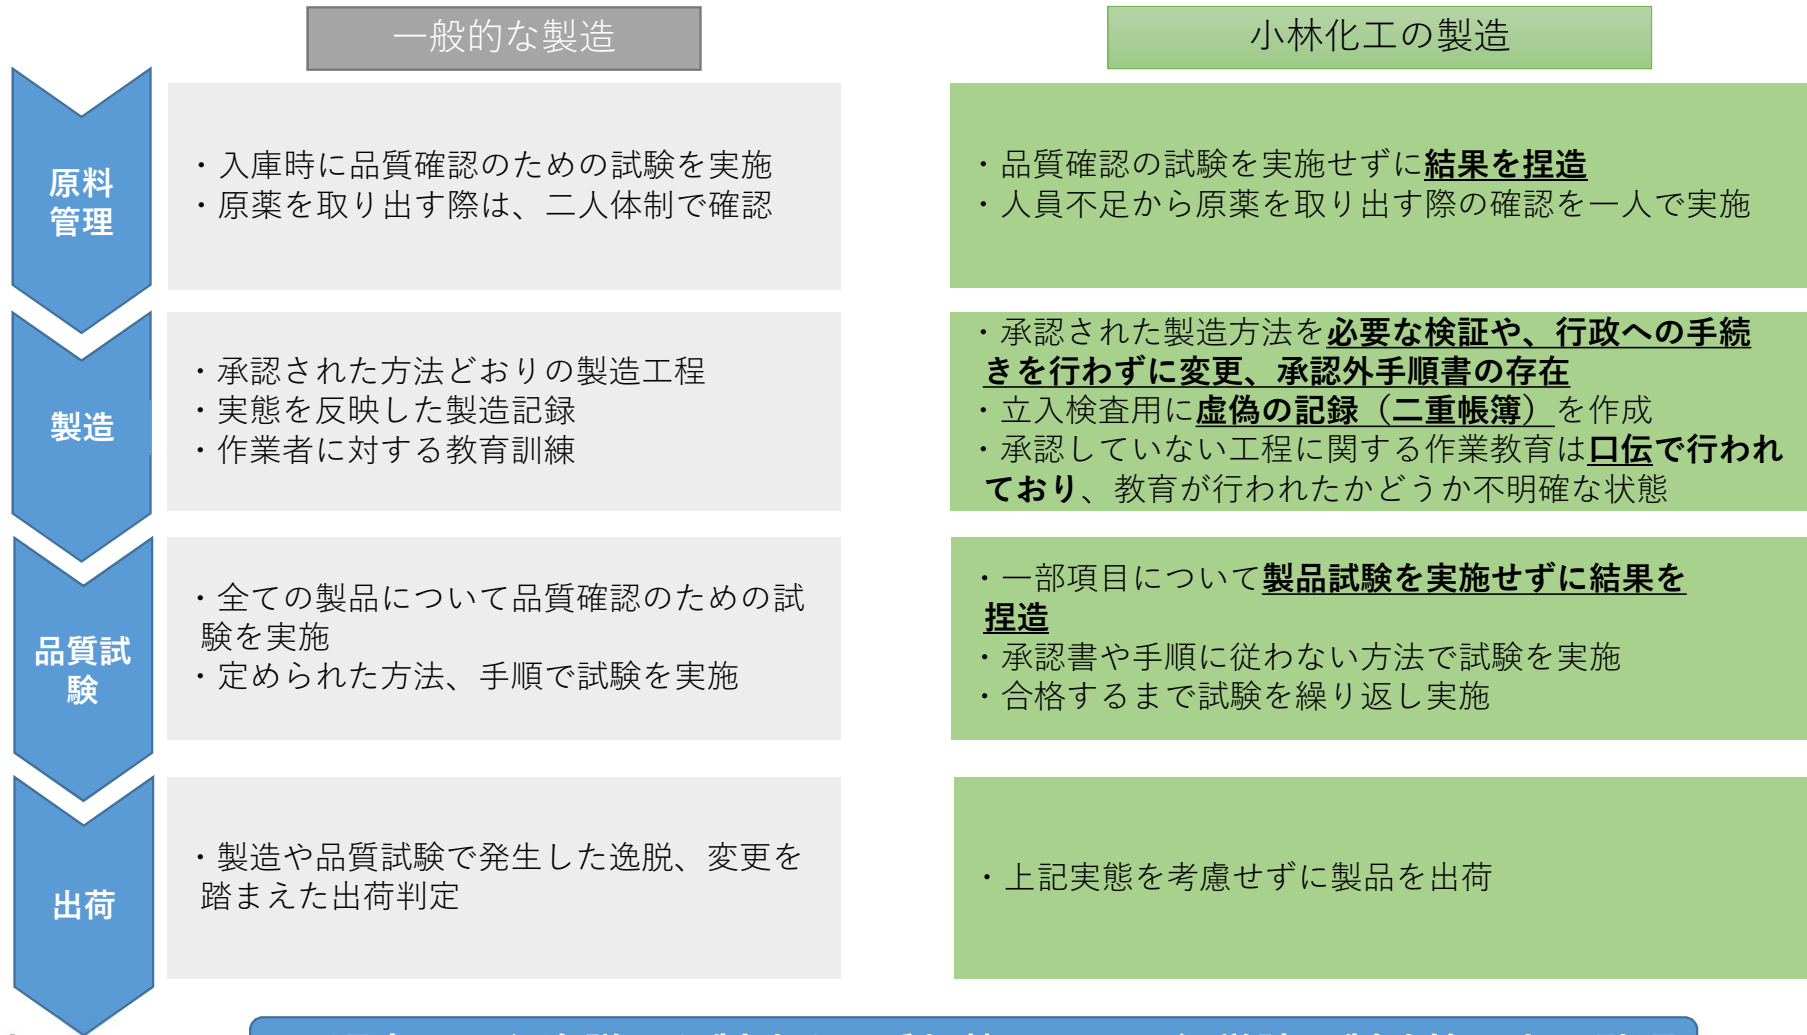 一般的な製造
小林化工の製造
原料
管理
・入庫時に品質確認のための試験を実施
・原薬を取り出す際は、二人体制で確認
・品質確認の試験を実施せずに結果を捏造
・人員不足から原薬を取り出す際の確認を一人で実施
製造
・承認された方法どおりの製造工程
・実態を反映した製造記録
・作業者に対する教育訓練
・承認された製造方法を必要な検証や、行政への手続
きを行わずに変更、承認外手順書の存在
・立入検査用に虚偽の記録（二重帳簿）を作成
・承認していない工程に関する作業教育は口伝で行われ
ており、教育が行われたかどうか不明確な状態
品質試
験
・全ての製品について品質確認のための試
験を実施
・定められた方法、手順で試験を実施
・一部項目について製品試験を実施せずに結果を
捏造
・承認書や手順に従わない方法で試験を実施
・合格するまで試験を繰り返し実施
出荷
・製造や品質試験で発生した逸脱、変更を
踏まえた出荷判定
・上記実態を考慮せずに製品を出荷